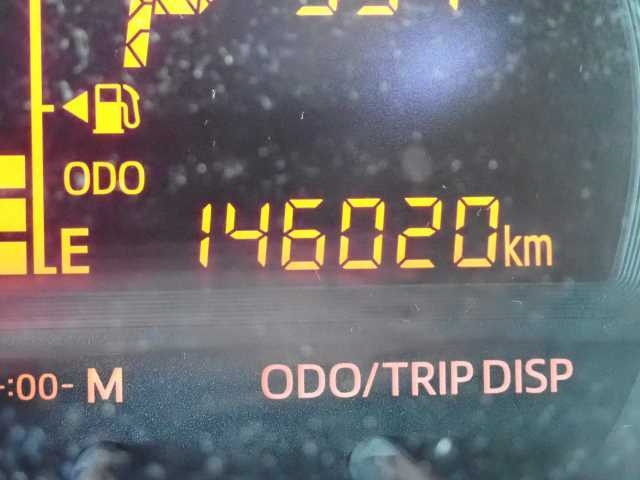 ODO
146020km
E
-:00- M
ODO/TRIP DISP